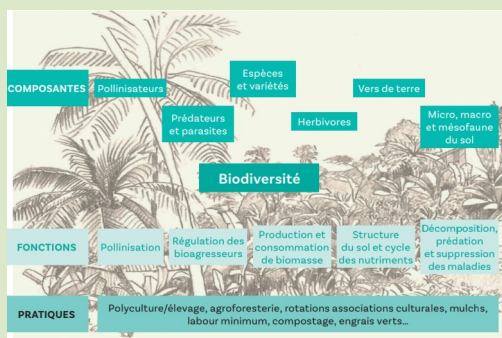 COMPOSANTES
Pollinisateurs
Espèces
et variétés
Vers de terre
Prédateurs
et parasites
Herbivores
Micro, macro
et mésofaune
du sol
Biodiversité
FONCTIONS
Pollinisation
Régulation des
bioagresseurs
Production et
consommation
de biomasse
Structure
du sol et cycle
des nutriments
Décomposition,
prédation
et suppression
des maladies
PRATIQUES
Polyculture/élevage, agroforesterie, rotations associations culturales, mulchs,
labour minimum, compostage, engrais verts...